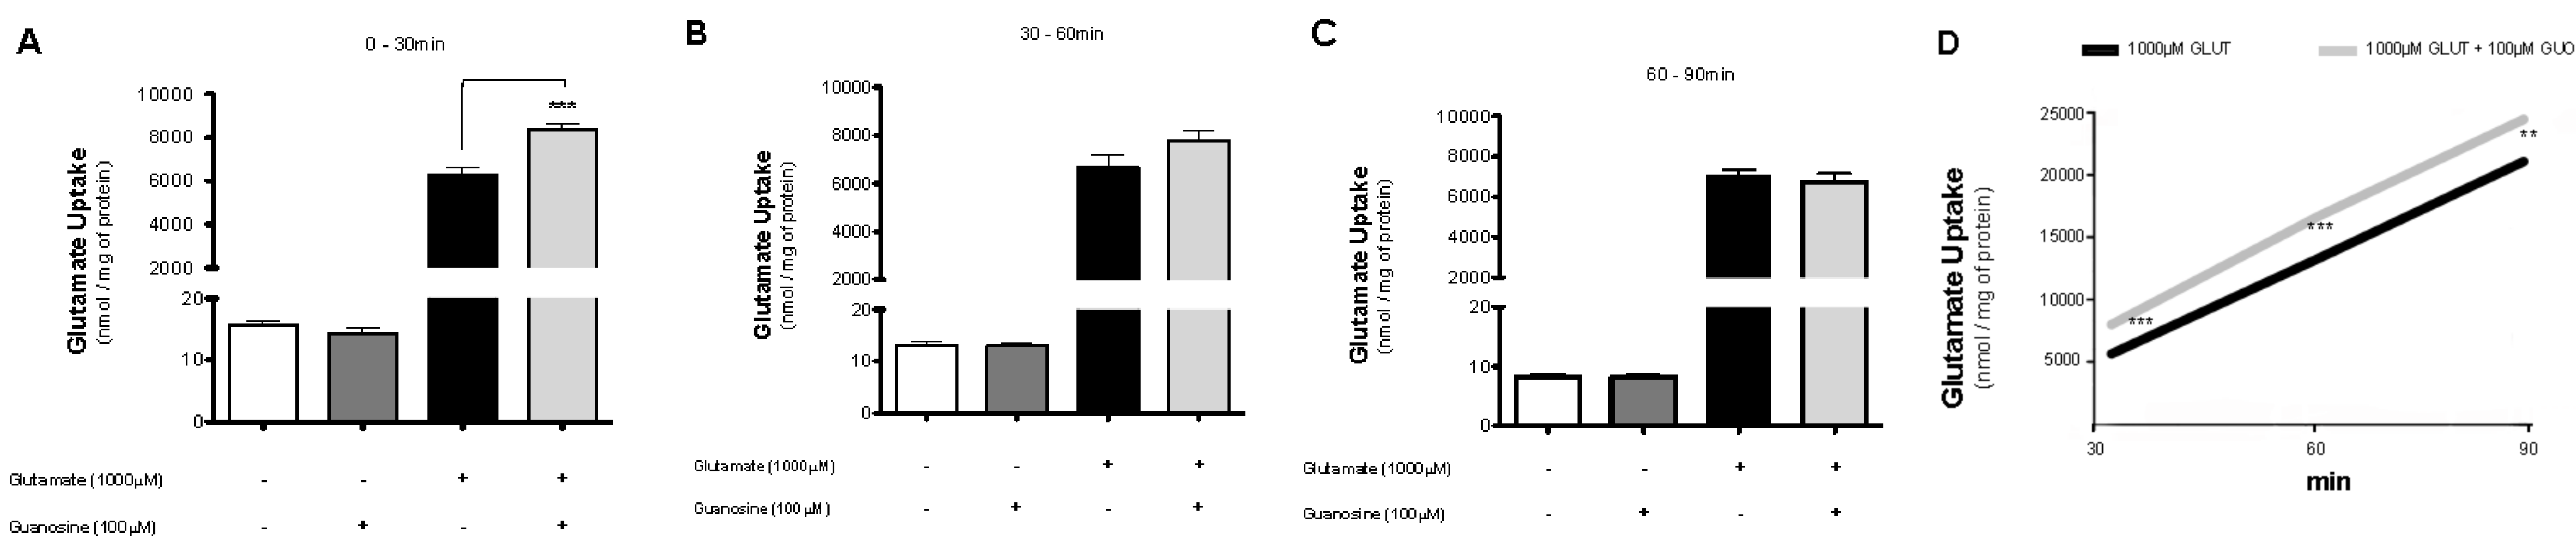 A
0 - 30min
Glutamate Uptake
(nmol / mg of protein)
10000
8000
6000
4000
2000
20
10
0
***
Glutamate (1000µM) - - + +
Guanosine (100µM) - + - +
B
30 - 60min
Glutamate Uptake
(nmol / mg of protein)
10000
8000
6000
4000
2000
20
10
0
Glutamate (1000µM) - - + +
Guanosine (100 µM) - + - +
C
60 - 90min
Glutamate Uptake
(nmol / mg of protein)
10000
8000
6000
4000
2000
20
10
0
Glutamate (1000µM) - - + +
Guanosine (100µM) - + - +
D
1000µM GLUT
1000µM GLUT + 100µM GUO
Glutamate Uptake
(nmol / mg of protein)
25000
20000
15000
10000
5000
**
***
***
30 60 90
min